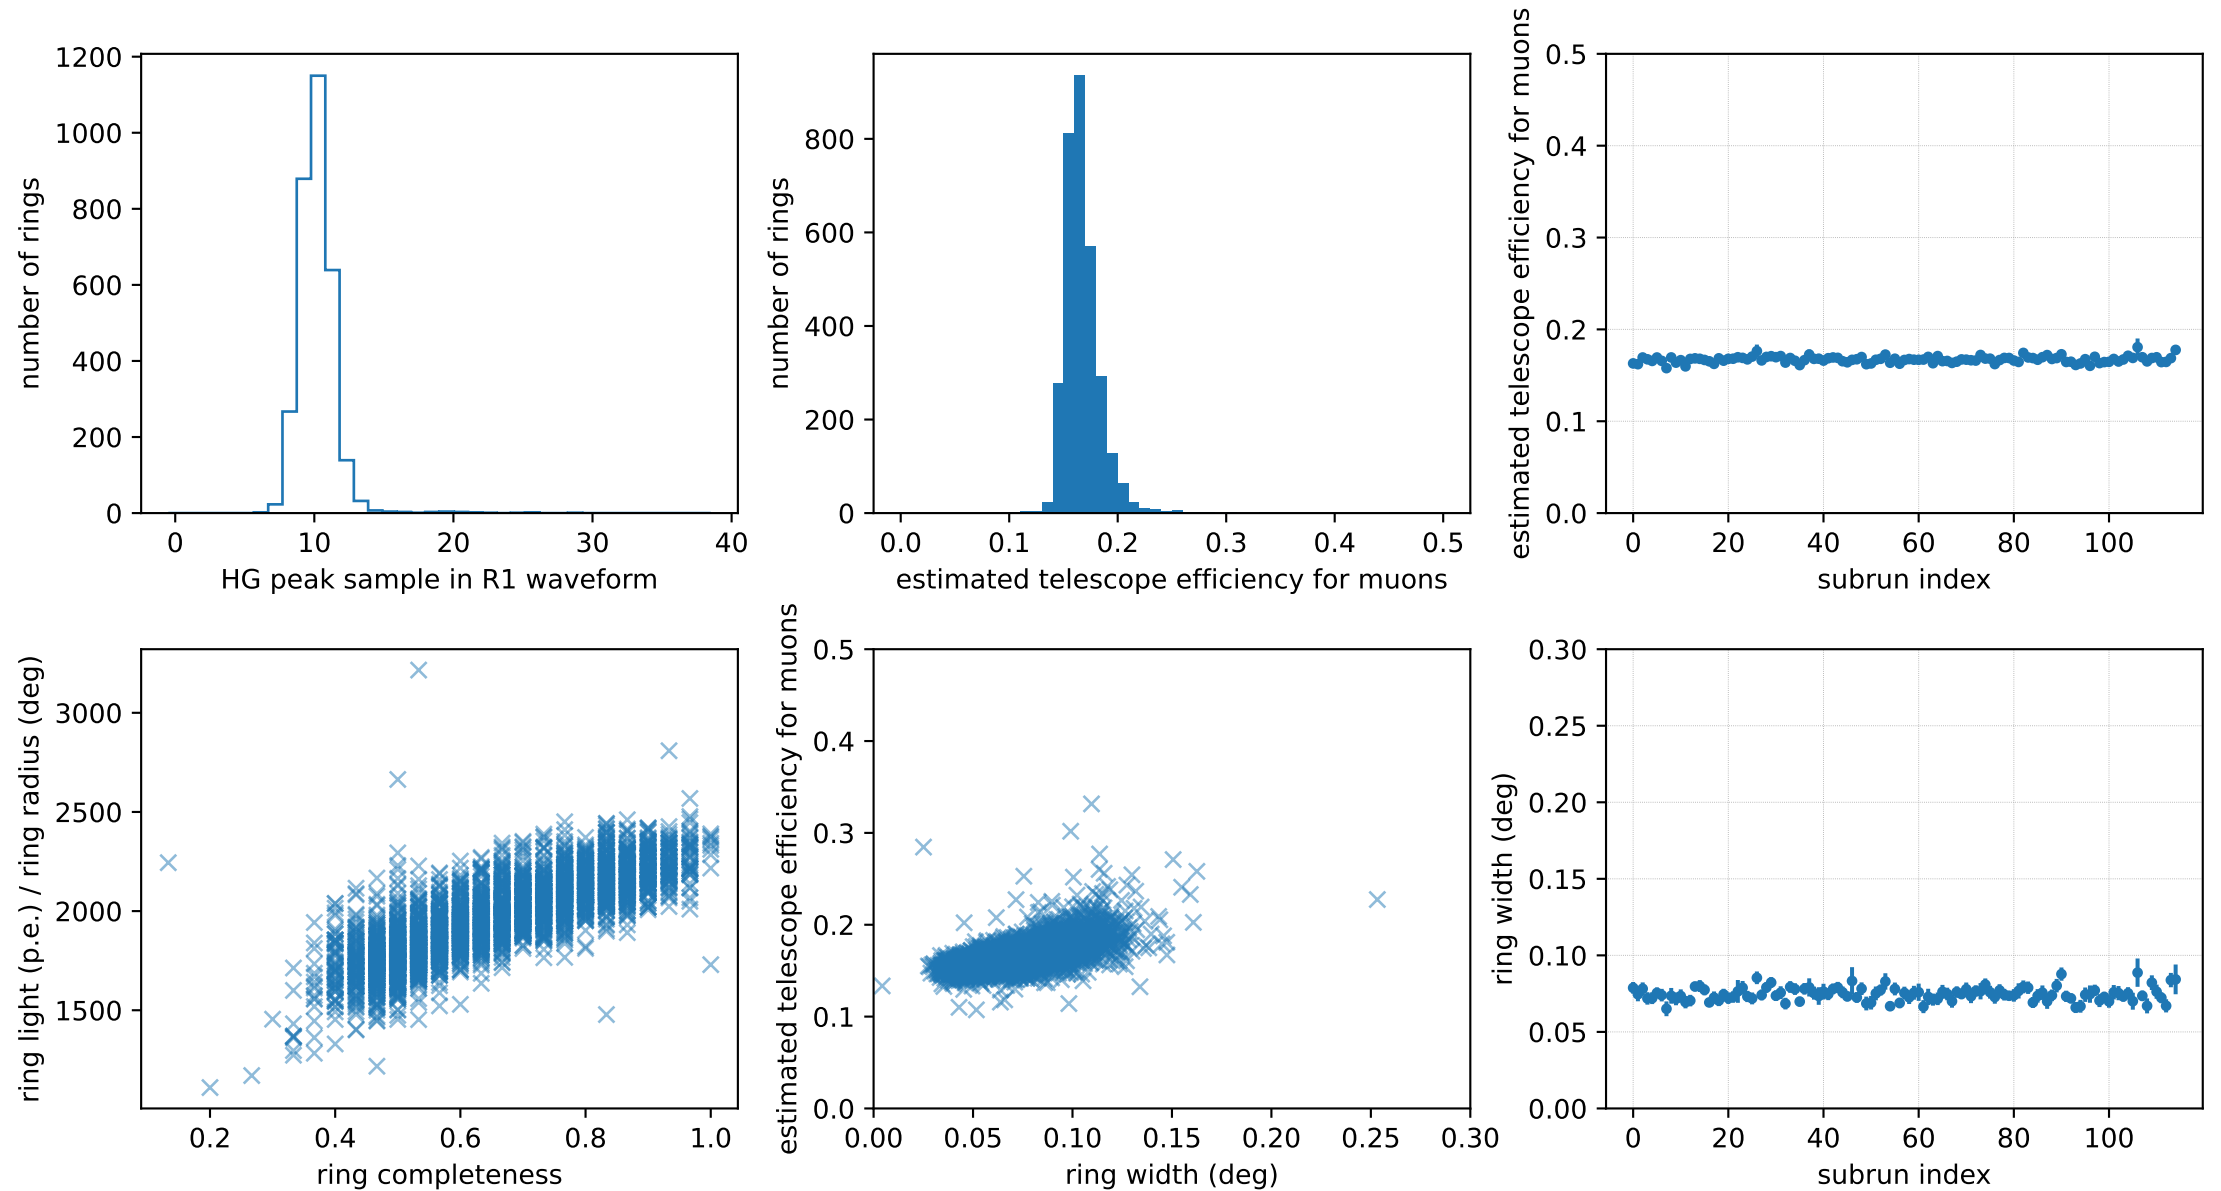 number of rings
1200
1000
800
600
400
200
0
0 10 20 30 40
HG peak sample in R1 waveform
number of rings
800
600
400
200
0
0.0 0.1 0.2 0.3 0.4 0.5
estimated telescope efficiency for muons
estimated telescope efficiency for muons
0.5
0.4
0.3
0.2
0.1
0.0
0 20 40 60 80 100
subrun index
ring light (p.e.) / ring radius (deg)
3000
2500
2000
1500
0.2 0.4 0.6 0.8 1.0
ring completeness
estimated telescope efficiency for muons
0.5
0.4
0.3
0.2
0.1
0.0
0.00 0.05 0.10 0.15 0.20 0.25 0.30
ring width (deg)
ring width (deg)
0.30
0.25
0.20
0.15
0.10
0.05
0.00
0 20 40 60 80 100
subrun index